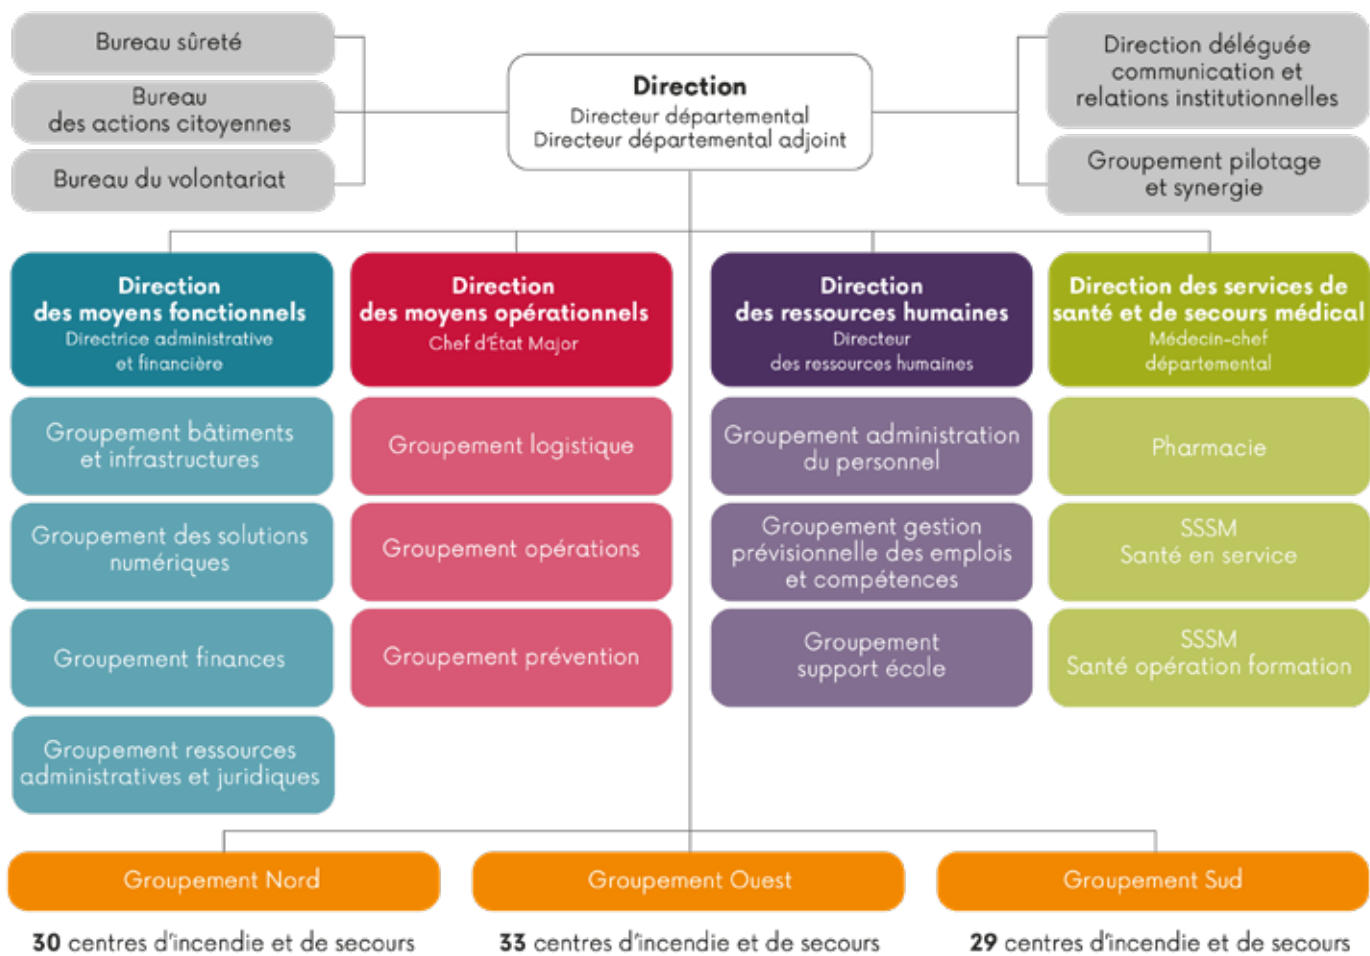 Bureau sûreté
Bureau
des actions citoyennes
Bureau du volontariat
Direction
Directeur départemental
Directeur départemental adjoint
Direction déléguée
communication et
relations institutionnelles
Groupement pilotage
et synergie
Direction
des moyens fonctionnels
Directrice administrative
et financière
Groupement bâtiments
et infrastructures
Groupement des solutions
numériques
Groupement finances
Groupement ressources
administratives et juridiques
Direction
des moyens opérationnels
Chef d'État Major
Groupement logistique
Groupement opérations
Groupement prévention
Direction
des ressources humaines
Directeur
des ressources humaines
Groupement administration
du personnel
Groupement gestion
prévisionnelle des emplois
et compétences
Groupement
support école
Direction des services de
santé et de secours médical
Médecin-chef
départemental
Pharmacie
SSSM
Santé en service
SSSM
Santé opération formation
Groupement Nord
30 centres d'incendie et de secours
Groupement Ouest
33 centres d'incendie et de secours
Groupement Sud
29 centres d'incendie et de secours